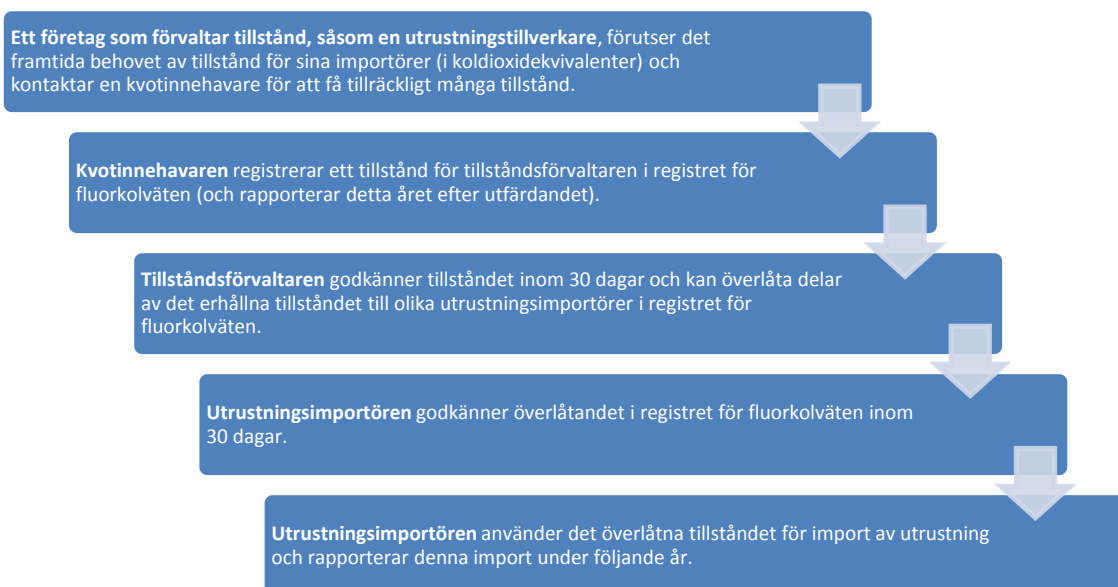 Ett företag som förvaltar tillstånd, såsom en utrustningstillverkare, förutser det
framtida behovet av tillstånd för sina importörer (i koldioxidekvivalenter) och
kontaktar en kvotinnehavare för att få tillräckligt många tillstånd.
Kvotinnehavaren registrerar ett tillstånd för tillståndsförvaltaren i registret för
fluorkolväten (och rapporterar detta året efter utfärdandet).
Tillståndsförvaltaren godkänner tillståndet inom 30 dagar och kan överlåta delar
av det erhållna tillståndet till olika utrustningsimportörer i registret för
fluorkolväten.
Utrustningsimportören godkänner överlåtandet i registret för fluorkolväten inom
30 dagar.
Utrustningsimportören använder det överlåtna tillståndet för import av utrustning
och rapporterar denna import under följande år.